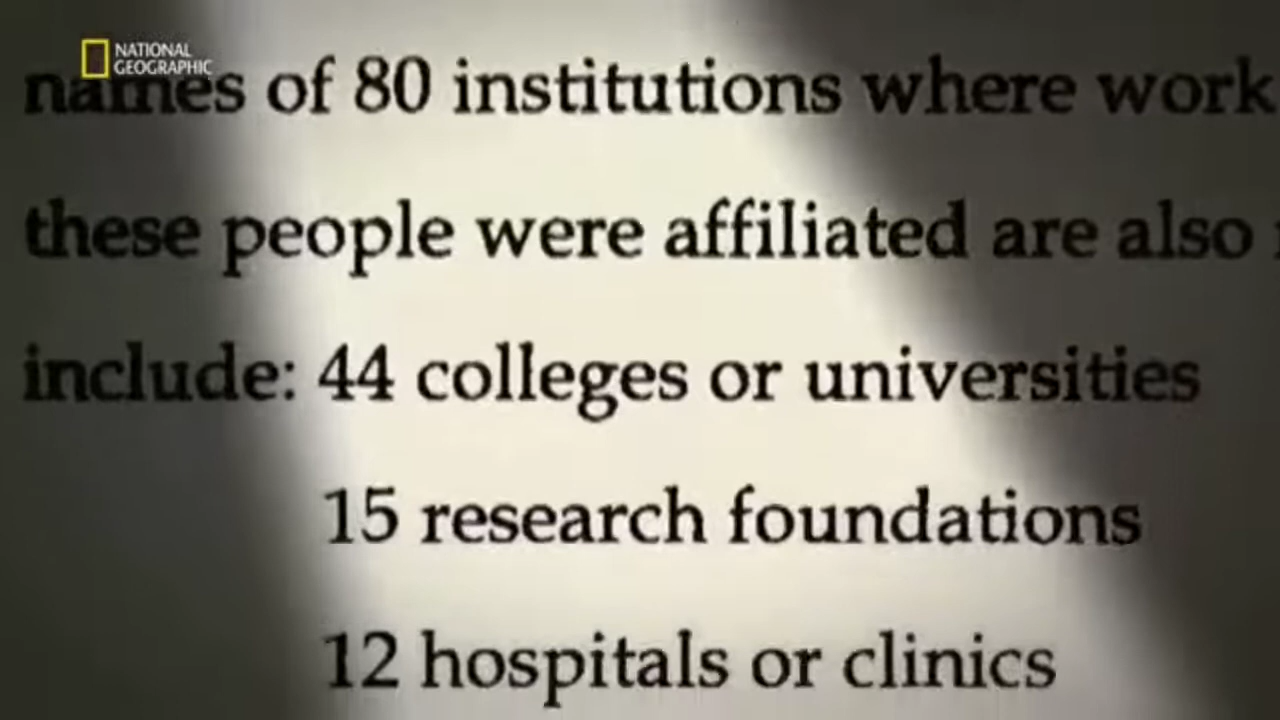 NATIONAL
GEOGRAPHIC
names of 80 institutions where work
these people were affiliated are also
include: 44 colleges or universities
15 research foundations
12 hospitals or clinics